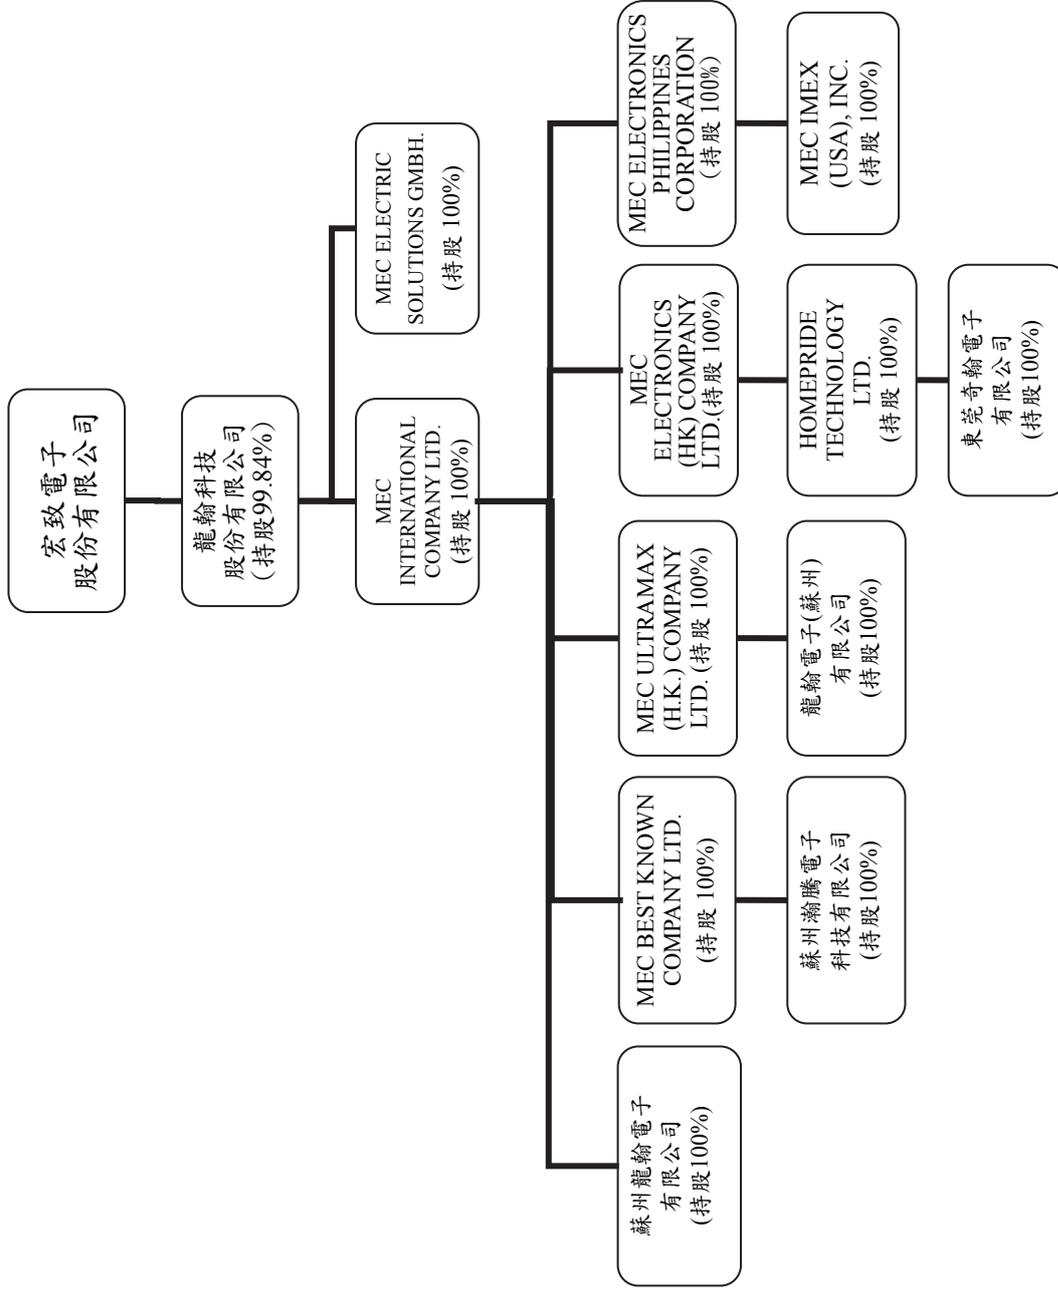 宏致電子
股份有限公司
龍翰科技
股份有限公司
(持股99.84%)
MEC
INTERNATIONAL
COMPANY LTD.
(持股 100%)
MEC ELECTRIC
SOLUTIONS GMBH.
(持股 100%)
蘇州龍翰電子
有限公司
(持股100%)
MEC BEST KNOWN
COMPANY LTD.
(持股 100%)
MEC ULTRAMAX
(H.K.) COMPANY
LTD. (持股 100%)
MEC
ELECTRONICS
(HK) COMPANY
LTD.(持股 100%)
MEC ELECTRONICS
PHILIPPINES
CORPORATION
(持股 100%)
蘇州瀚騰電子
科技有限公司
(持股100%)
龍翰電子(蘇州)
有限公司
(持股100%)
HOMEPRIDE
TECHNOLOGY
LTD.
(持股 100%)
MEC IMEX
(USA), INC.
(持股 100%)
東莞奇翰電子
有限公司
(持股100%)